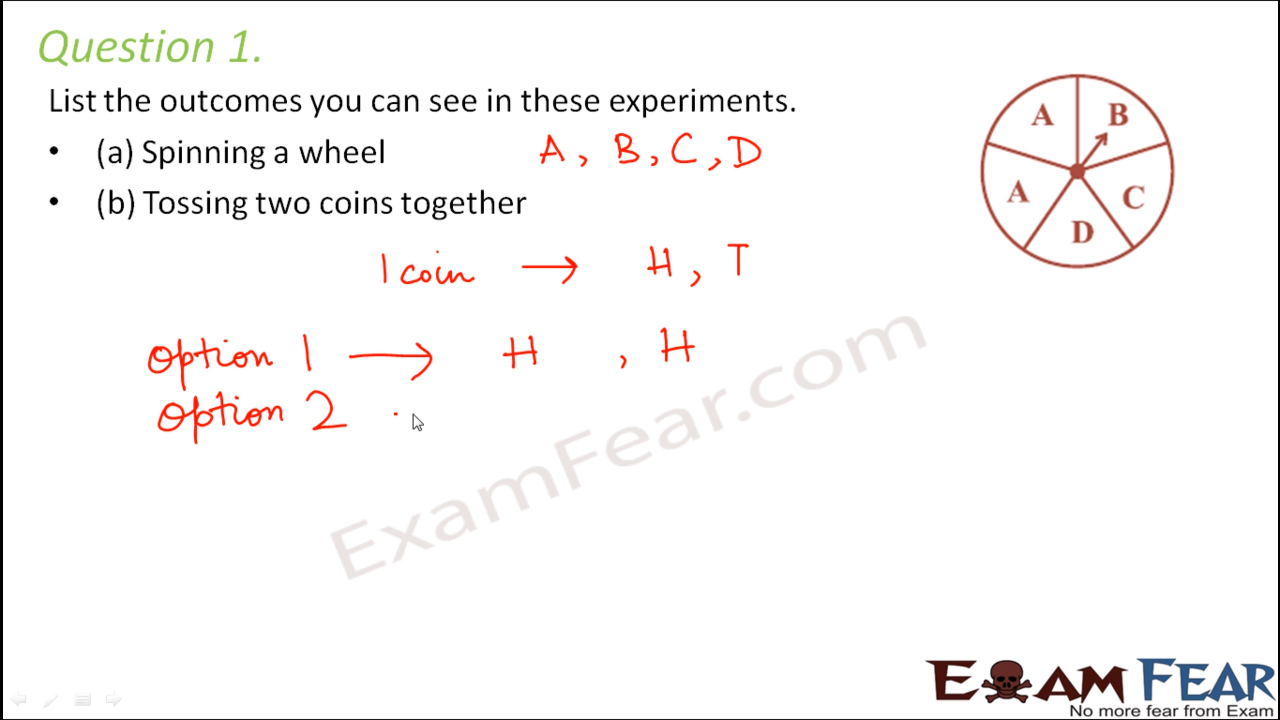 Question 1.
List the outcomes you can see in these experiments.
• (a) Spinning a wheel A, B, C, D
• (b) Tossing two coins together
1 coin → H, T
Option 1 → H , H
Option 2
A B
A C
D
ExamFear.com
EXAM FEAR
No more fear from Exam